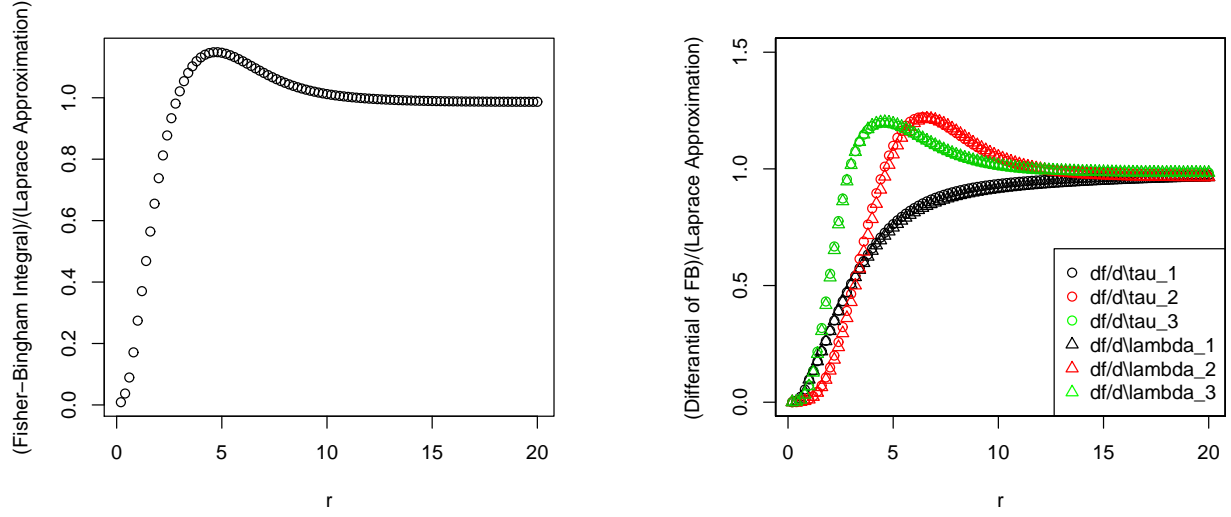 (Fisher−Bingham Integral)/(Laprace Approximation)
0.0
0.2
0.4
0.6
0.8
1.0
0
5
10
15
20
r
(Differantial of FB)/(Laprace Approximation)
0.0
0.5
1.0
1.5
0
5
10
15
20
r
df/d\tau_1
df/d\tau_2
df/d\tau_3
df/d\lambda_1
df/d\lambda_2
df/d\lambda_3